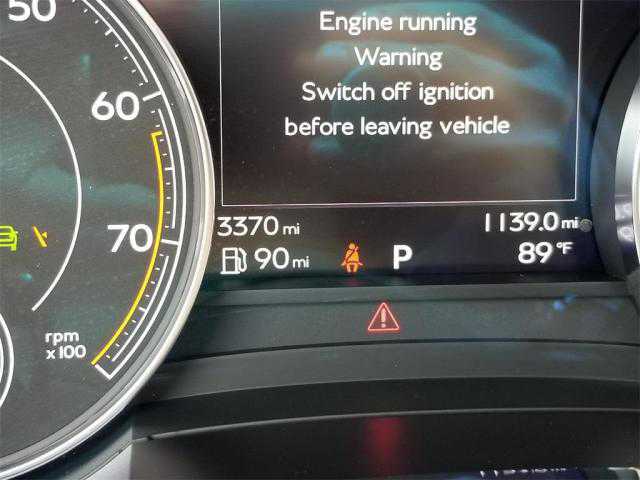 50
Engine running
Warning
Switch off ignition
before leaving vehicle
60
70
3370 mi
1139.0 mi
90 mi
P
89 °F
rpm
x100